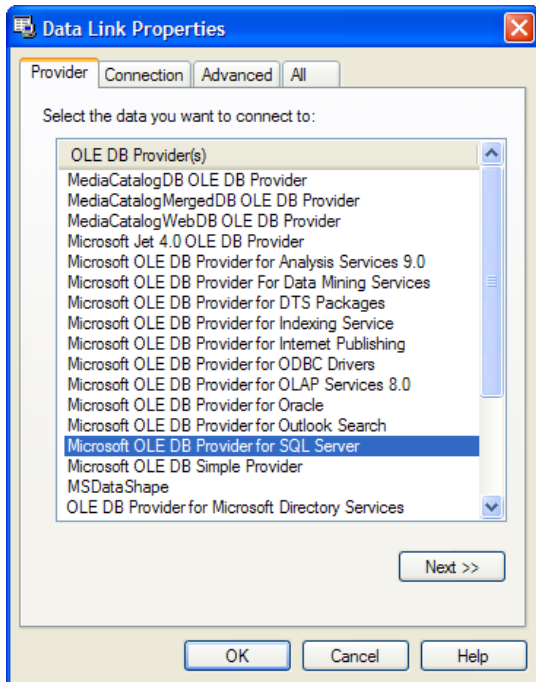 Data Link Properties
Provider Connection Advanced All
Select the data you want to connect to:
OLE DB Provider(s)
MediaCatalogDB OLE DB Provider
MediaCatalogMergedDB OLE DB Provider
MediaCatalogWebDB OLE DB Provider
Microsoft Jet 4.0 OLE DB Provider
Microsoft OLE DB Provider for Analysis Services 9.0
Microsoft OLE DB Provider For Data Mining Services
Microsoft OLE DB Provider for DTS Packages
Microsoft OLE DB Provider for Indexing Service
Microsoft OLE DB Provider for Internet Publishing
Microsoft OLE DB Provider for ODBC Drivers
Microsoft OLE DB Provider for OLAP Services 8.0
Microsoft OLE DB Provider for Oracle
Microsoft OLE DB Provider for Outlook Search
Microsoft OLE DB Provider for SQL Server
Microsoft OLE DB Simple Provider
MSDataShape
OLE DB Provider for Microsoft Directory Services
Next >>
OK Cancel Help